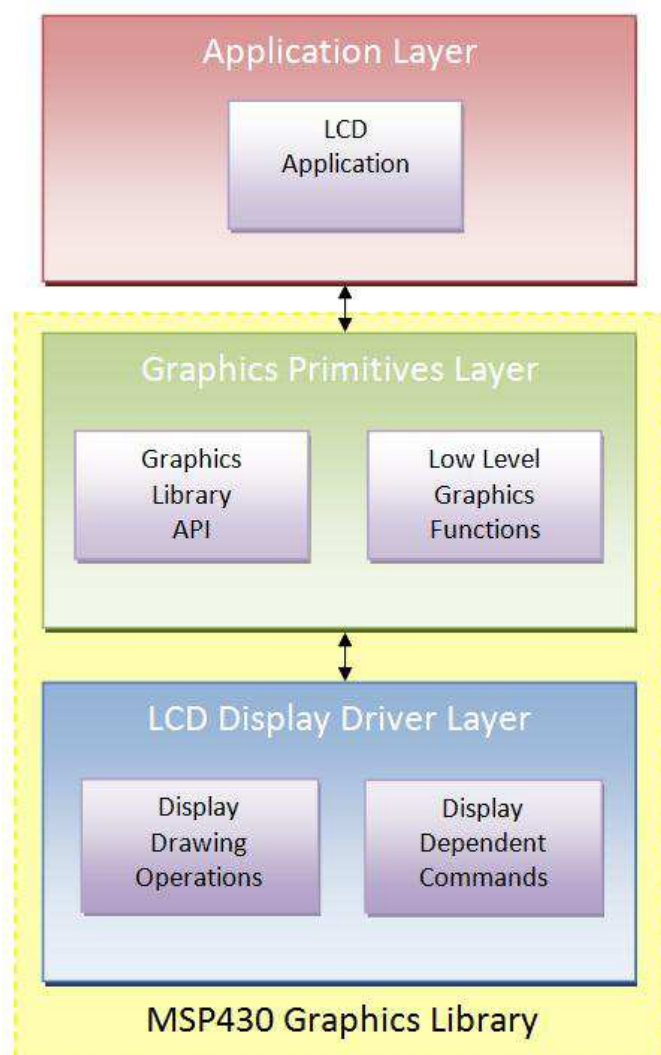 Application Layer
LCD
Application
Graphics Primitives Layer
Graphics
Library
API
Low Level
Graphics
Functions
LCD Display Driver Layer
Display
Drawing
Operations
Display
Dependent
Commands
MSP430 Graphics Library